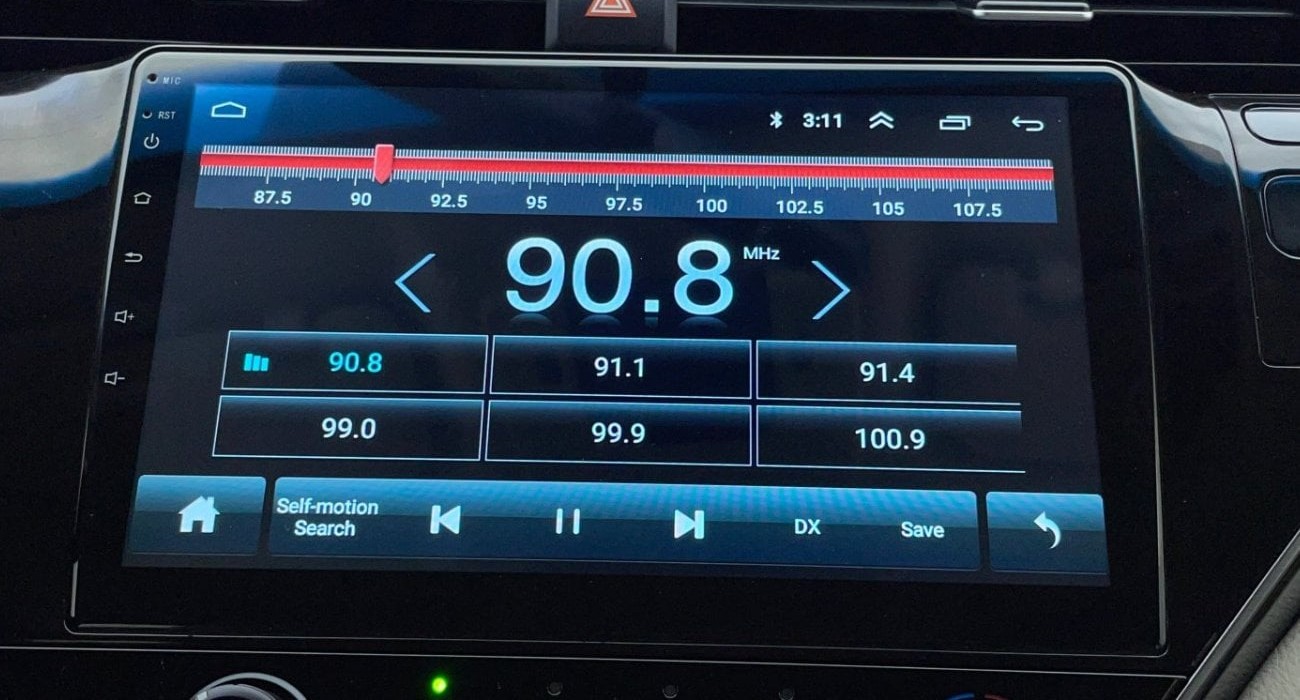 MIC
RST
3:11
87.5 90 92.5 95 97.5 100 102.5 105 107.5
90.8 MHz
90.8 91.1 91.4
99.0 99.9 100.9
Self-motion
Search
DX Save